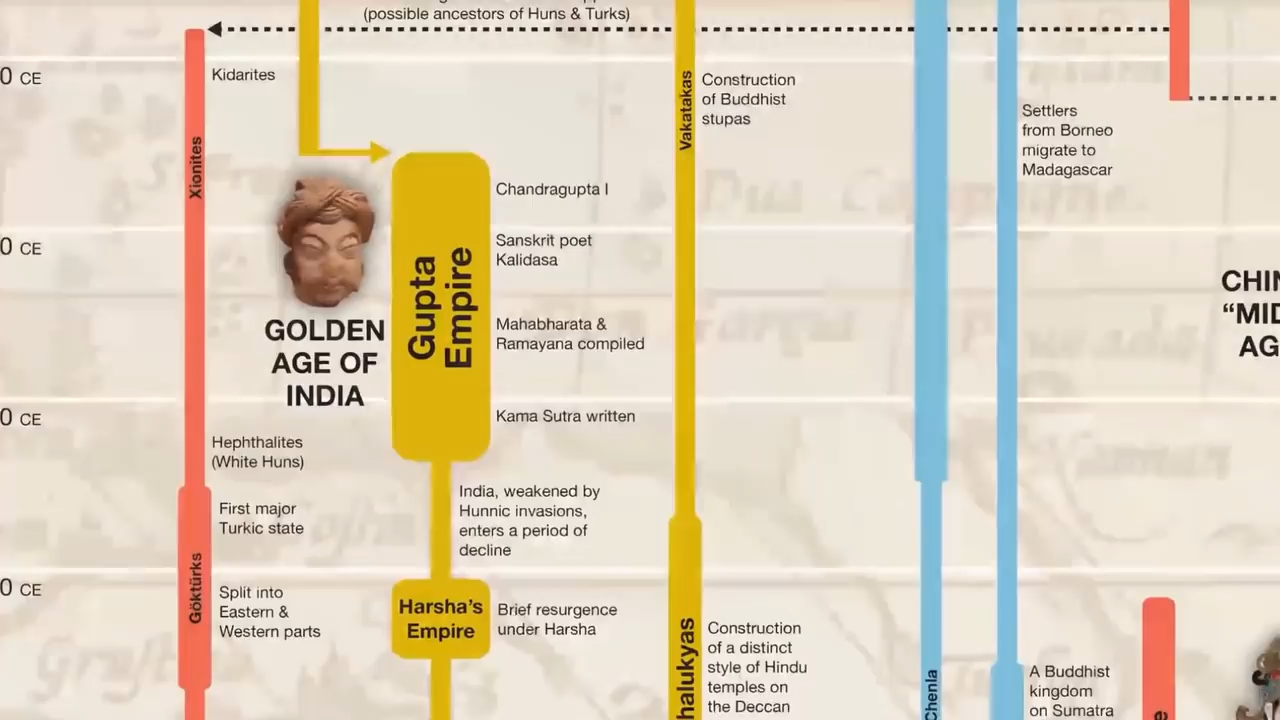 (possible ancestors of Huns & Turks)
0 CE
Kidarites
Xionites
Vakatakas
Construction
of Buddhist
stupas
Settlers
from Borneo
migrate to
Madagascar
Chandragupta I
0 CE
Sanskrit poet
Kalidasa
Gupta
Empire
GOLDEN
AGE OF
INDIA
Mahabharata &
Ramayana compiled
CHIN
“MID
AG
0 CE
Kama Sutra written
Hephthalites
(White Huns)
First major
Turkic state
India, weakened by
Hunnic invasions,
enters a period of
decline
0 CE
Göktürks
Split into
Eastern &
Western parts
Harsha’s
Empire
Brief resurgence
under Harsha
halukyas
Construction
of a distinct
style of Hindu
temples on
the Deccan
Chenla
A Buddhist
kingdom
on Sumatra
e